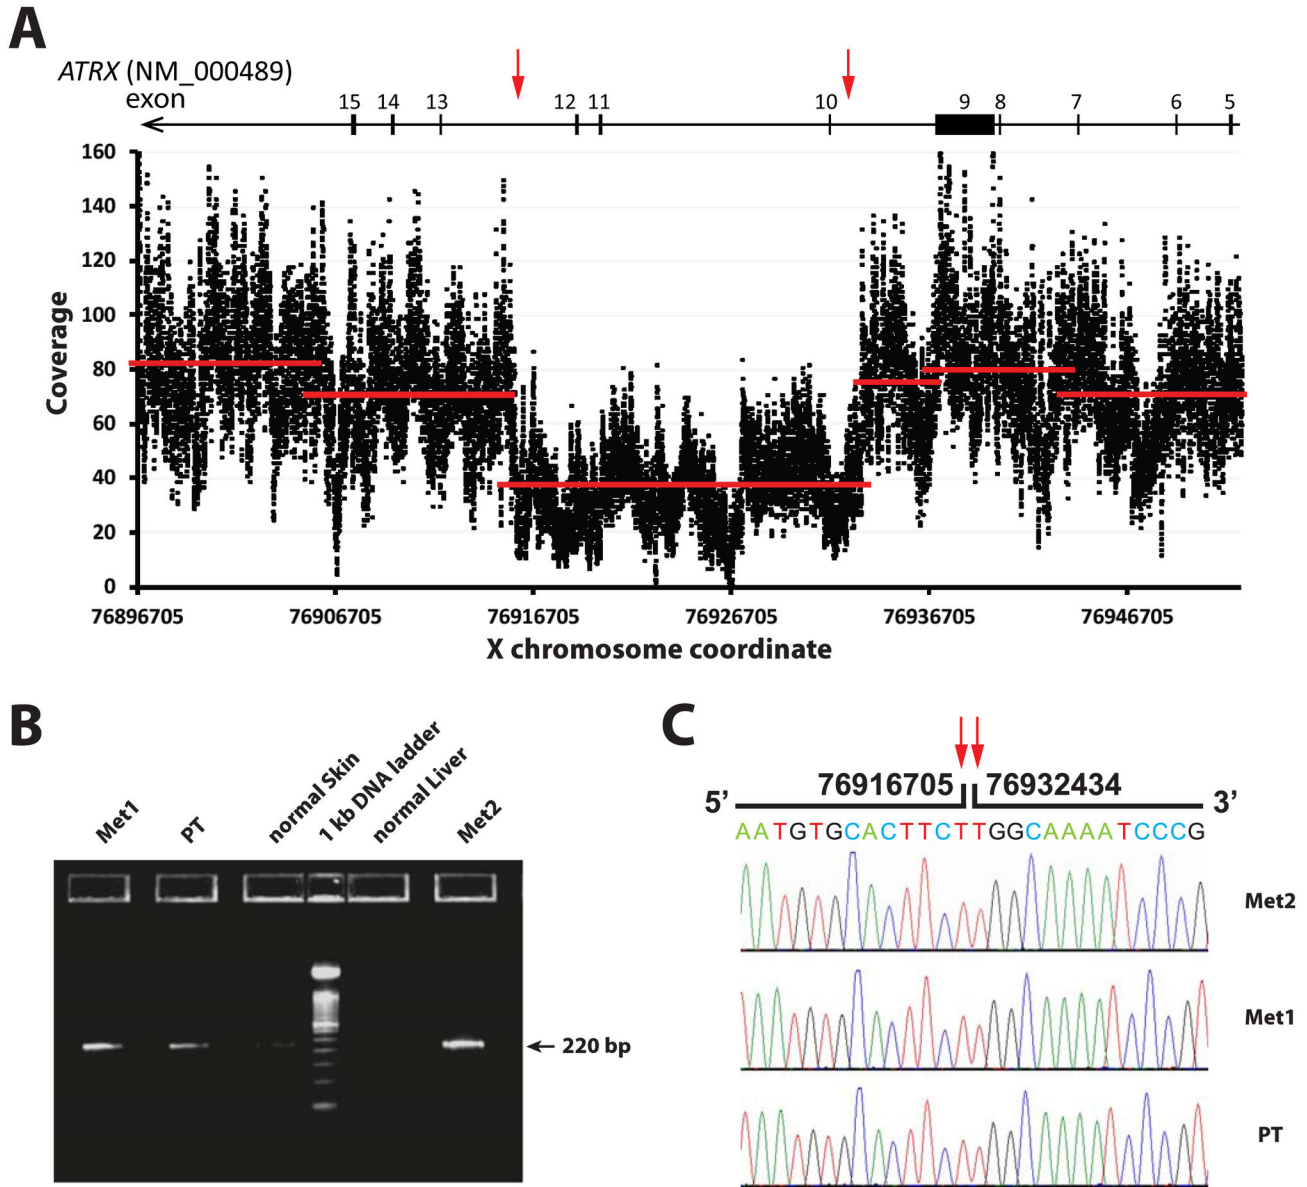 A
ATRX (NM_000489)
exon
15 14 13 12 11 10 9 8 7 6 5
160
140
120
100
80
60
40
20
0
Coverage
76896705 76906705 76916705 76926705 76936705 76946705
X chromosome coordinate
B
Met1 PT normal Skin 1 kb DNA ladder normal Liver Met2
220 bp
C
76916705 76932434
5’ 3’
AATGTGCACTTCTTGGCAAAATCCCG
Met2
Met1
PT